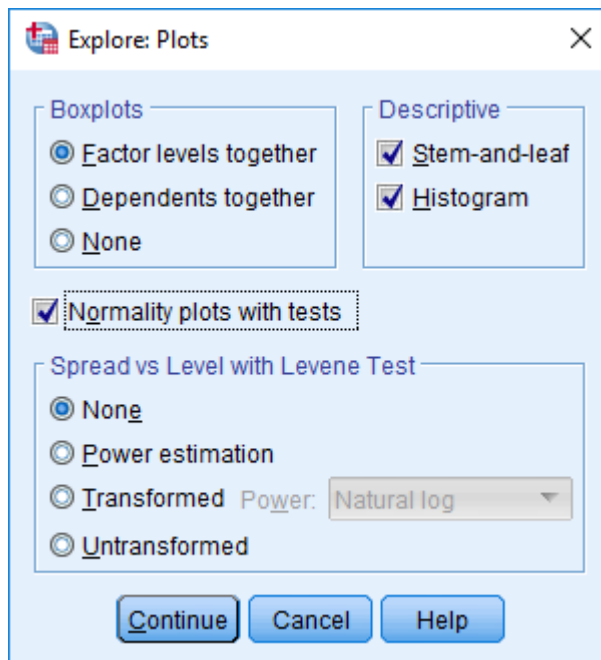 Explore: Plots
Boxplots
Factor levels together
Dependents together
None
Descriptive
Stem-and-leaf
Histogram
Normality plots with tests
Spread vs Level with Levene Test
None
Power estimation
Transformed Power: Natural log
Untransformed
Continue Cancel Help